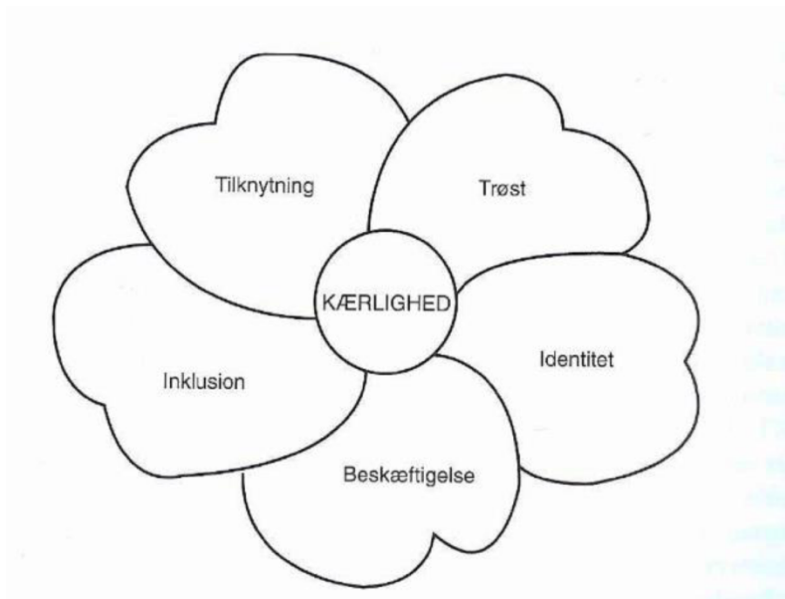 Tilknytning
Trøst
KÆRLIGHED
Identitet
Inklusion
Beskæftigelse